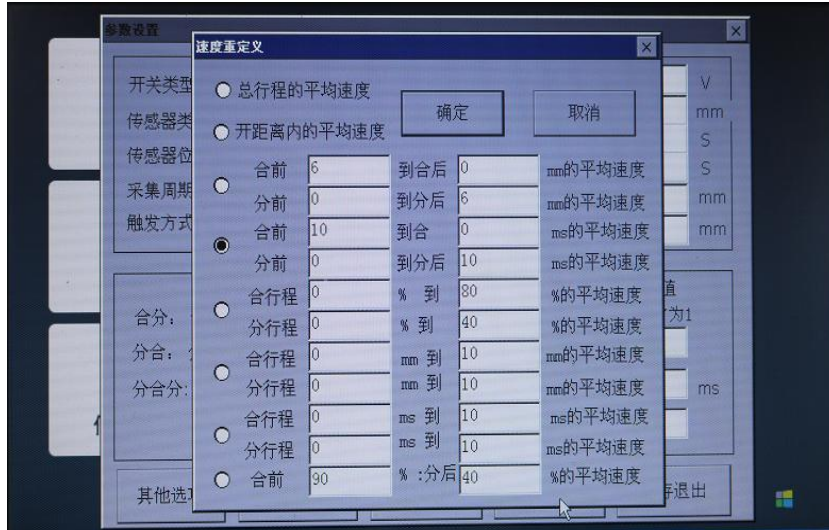 参数设置
速度重定义
开关类型
传感器类
传感器位
采集周期
触发方式
V
mm
S
S
mm
mm
总行程的平均速度
开距离内的平均速度
确定
取消
合前 6 到合后 0 mm的平均速度
分前 0 到分后 6 mm的平均速度
合前 10 到合 0 ms的平均速度
分前 0 到分后 10 ms的平均速度
合行程 0 % 到 80 %的平均速度
分行程 0 % 到 40 %的平均速度
合行程 0 mm 到 10 mm的平均速度
分行程 0 mm 到 10 mm的平均速度
合行程 0 ms 到 10 ms的平均速度
分行程 0 ms 到 10 ms的平均速度
合前 90 % :分后 40 %的平均速度
合分:
分合:
分合分:
值
为1
ms
其他选
退出